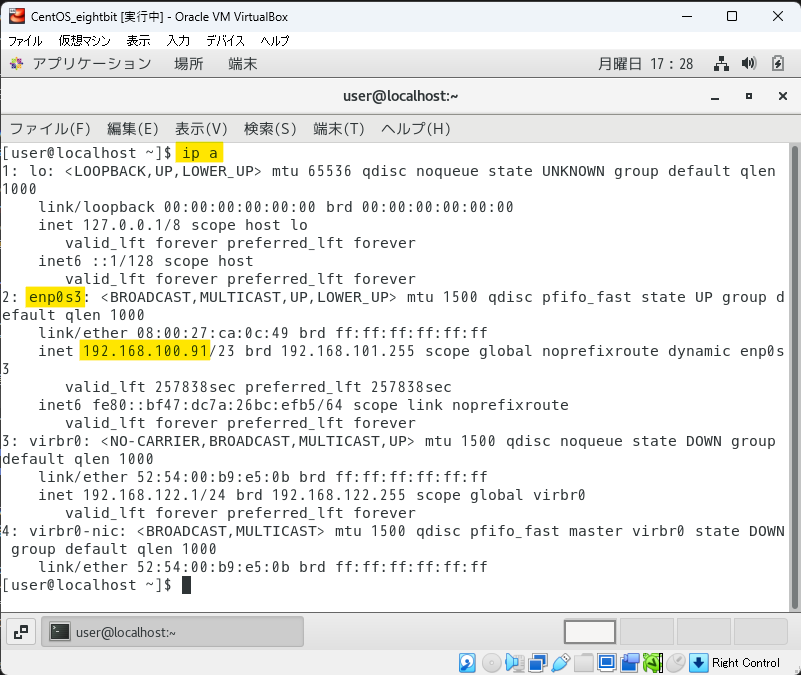 CentOS_eightbit [実行中] - Oracle VM VirtualBox
ファイル 仮想マシン 表示 入力 デバイス ヘルプ
アプリケーション 場所 端末 月曜日 17：28
user@localhost:~
ファイル(F) 編集(E) 表示(V) 検索(S) 端末(T) ヘルプ(H)
[user@localhost ~]$ ip a
1: lo: <LOOPBACK,UP,LOWER_UP> mtu 65536 qdisc noqueue state UNKNOWN group default qlen
1000
    link/loopback 00:00:00:00:00:00 brd 00:00:00:00:00:00
    inet 127.0.0.1/8 scope host lo
       valid_lft forever preferred_lft forever
    inet6 ::1/128 scope host
       valid_lft forever preferred_lft forever
2: enp0s3: <BROADCAST,MULTICAST,UP,LOWER_UP> mtu 1500 qdisc pfifo_fast state UP group d
efault qlen 1000
    link/ether 08:00:27:ca:0c:49 brd ff:ff:ff:ff:ff:ff
    inet 192.168.100.91/23 brd 192.168.101.255 scope global noprefixroute dynamic enp0s
3
       valid_lft 257838sec preferred_lft 257838sec
    inet6 fe80::bf47:dc7a:26bc:efb5/64 scope link noprefixroute
       valid_lft forever preferred_lft forever
3: virbr0: <NO-CARRIER,BROADCAST,MULTICAST,UP> mtu 1500 qdisc noqueue state DOWN group
default qlen 1000
    link/ether 52:54:00:b9:e5:0b brd ff:ff:ff:ff:ff:ff
    inet 192.168.122.1/24 brd 192.168.122.255 scope global virbr0
       valid_lft forever preferred_lft forever
4: virbr0-nic: <BROADCAST,MULTICAST> mtu 1500 qdisc pfifo_fast master virbr0 state DOWN
 group default qlen 1000
    link/ether 52:54:00:b9:e5:0b brd ff:ff:ff:ff:ff:ff
[user@localhost ~]$
user@localhost:~
Right Control